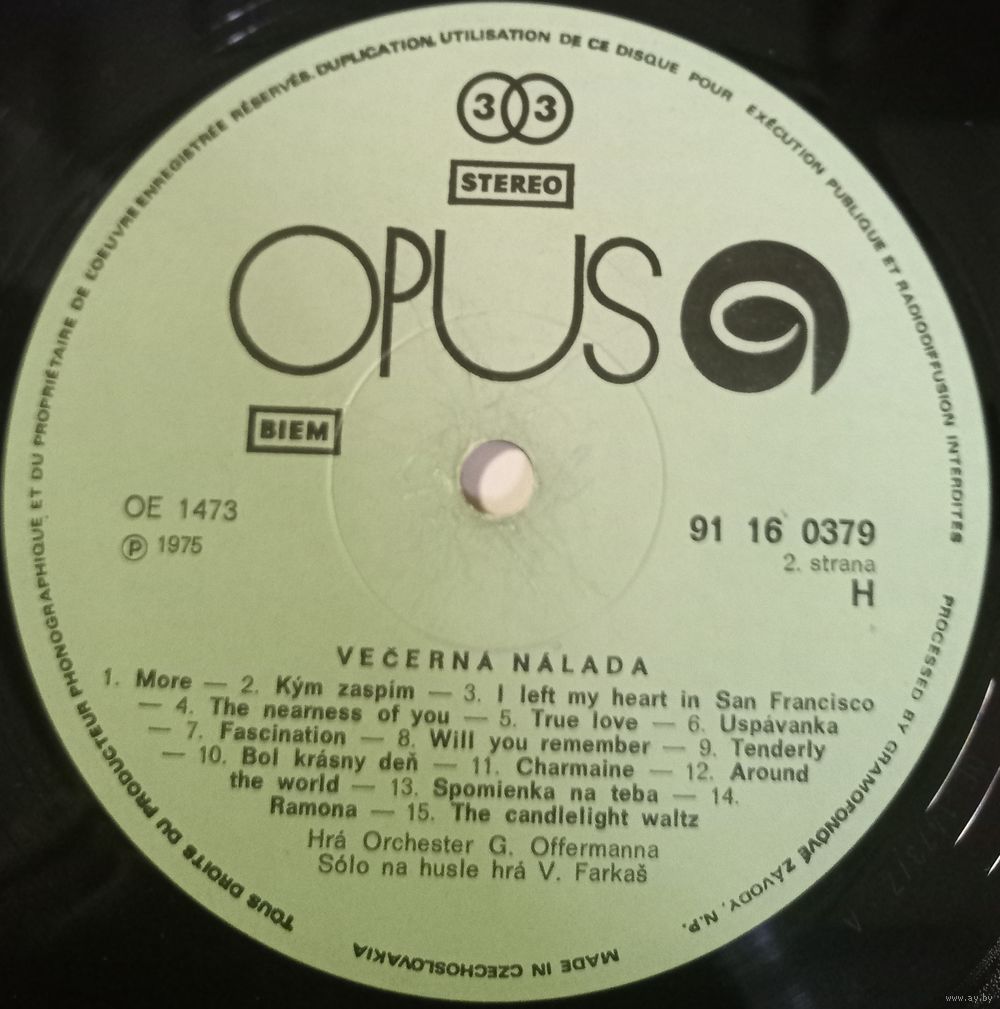 TOUS DROITS DU PRODUCTEUR PHONOGRAPHIQUE ET DU PROPRIÉTAIRE DE L'OEUVRE ENREGISTRÉE RÉSERVÉS. DUPLICATION, UTILISATION DE CE DISQUE POUR EXÉCUTION PUBLIQUE ET RADIODIFFUSION INTERDITES
33
STEREO
OPUS
BIEM
OE 1473
Ⓟ 1975
91 16 0379
2. strana
H
VEČERNÁ NÁLADA
1. More — 2. Kým zaspím — 3. I left my heart in San Francisco
— 4. The nearness of you — 5. True love — 6. Uspávanka
— 7. Fascination — 8. Will you remember — 9. Tenderly
— 10. Bol krásny deň — 11. Charmaine — 12. Around
the world — 13. Spomienka na teba — 14.
Ramona — 15. The candlelight waltz
Hrá Orchester G. Offermanna
Sólo na husle hrá V. Farkaš
PROCESSED BY GRAMOFONOVÉ ZÁVODY, N.P.
MADE IN CZECHOSLOVAKIA
www.ay.by